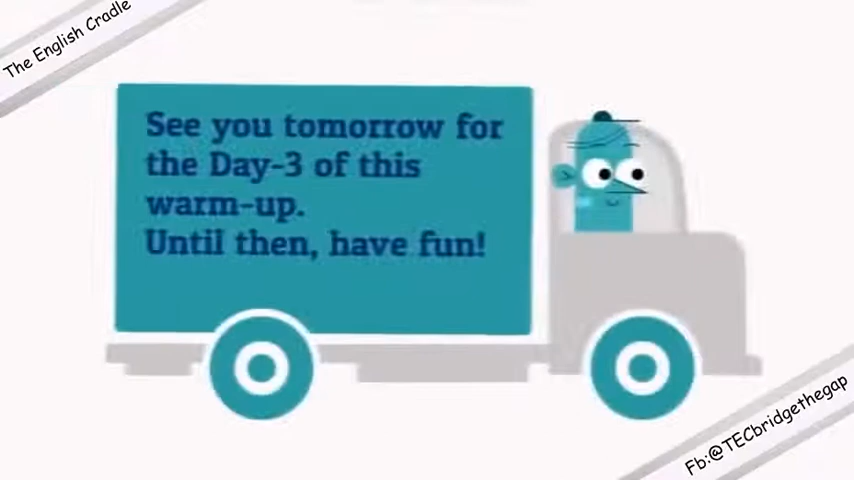 The English Cradle
See you tomorrow for
the Day-3 of this
warm-up.
Until then, have fun!
Fb:@TECbridgethegap